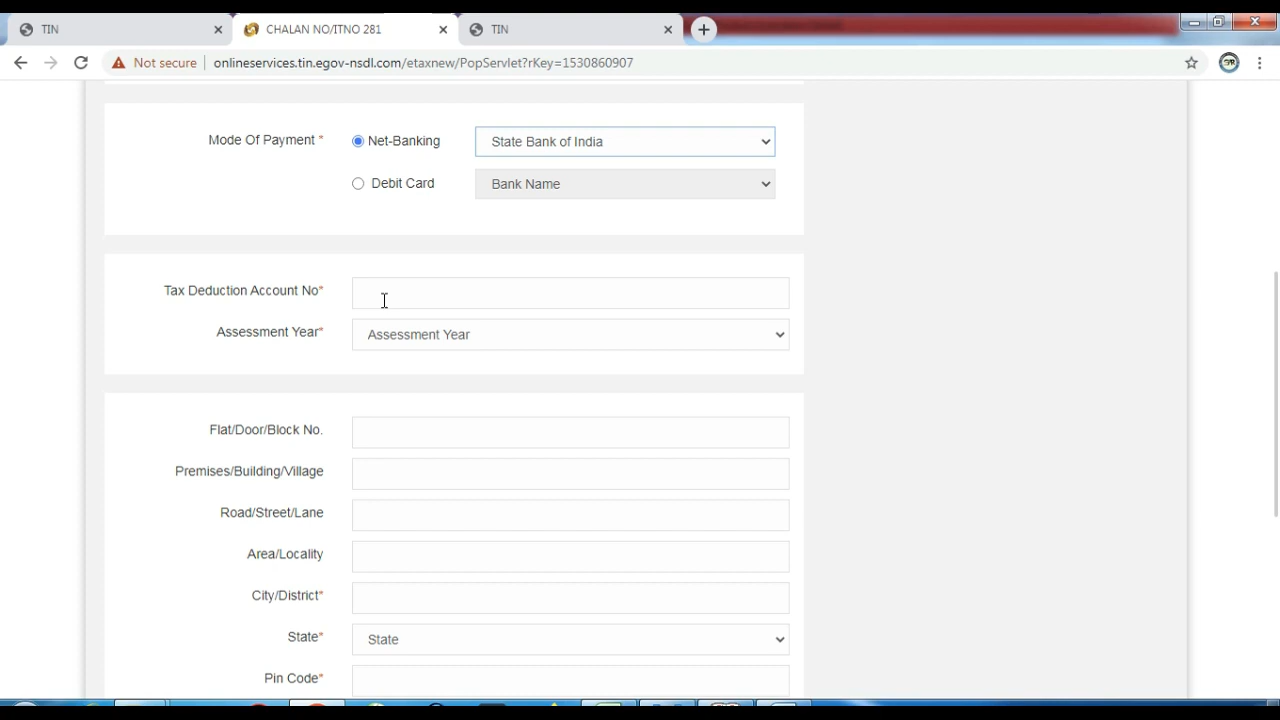 TIN
CHALAN NO/ITNO 281
TIN
Not secure
onlineservices.tin.egov-nsdl.com/etaxnew/PopServlet?rKey=1530860907
Mode Of Payment * Net-Banking State Bank of India
Debit Card Bank Name
Tax Deduction Account No*
Assessment Year* Assessment Year
Flat/Door/Block No.
Premises/Building/Village
Road/Street/Lane
Area/Locality
City/District*
State* State
Pin Code*